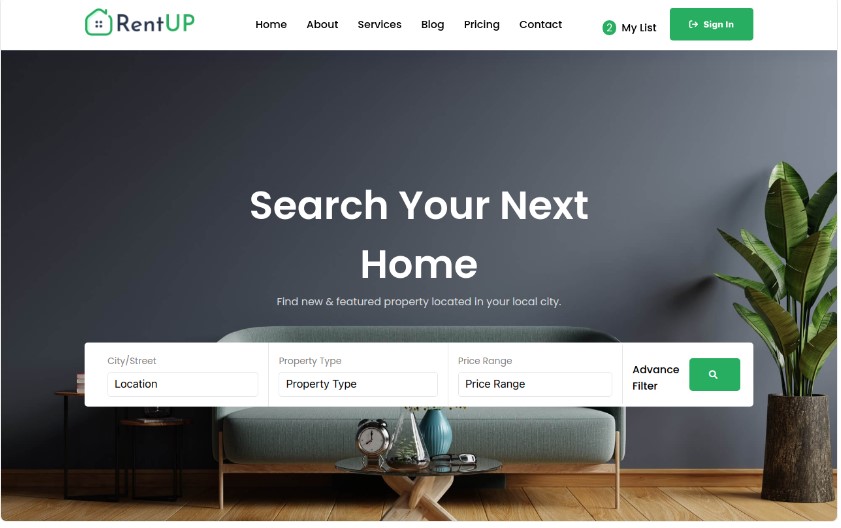 RentUP
Home About Services Blog Pricing Contact 2 My List Sign In
Search Your Next
Home
Find new & featured property located in your local city.
City/Street Property Type Price Range
Location Property Type Price Range
Advance
Filter